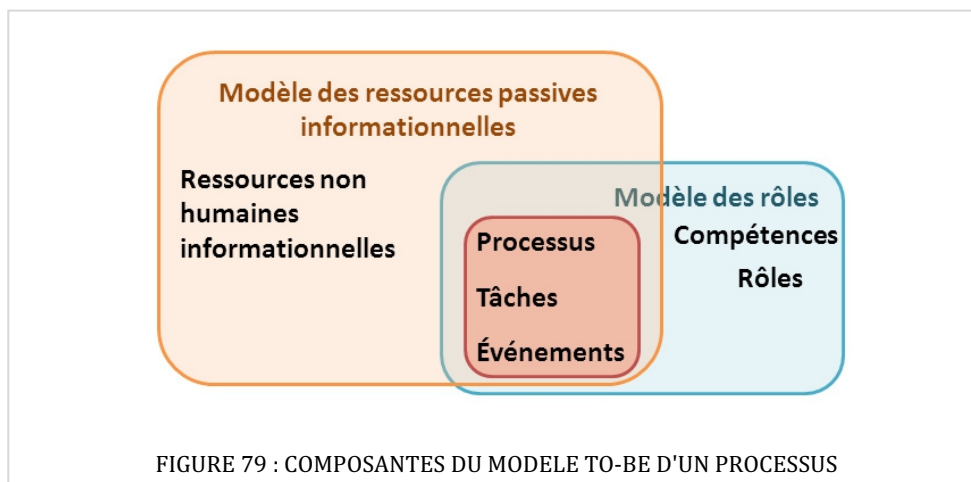 Modèle des ressources passives
informationnelles
Ressources non
humaines
informationnelles
Modèle des rôles
Compétences
Rôles
Processus
Tâches
Événements
FIGURE 79 : COMPOSANTES DU MODELE TO-BE D'UN PROCESSUS